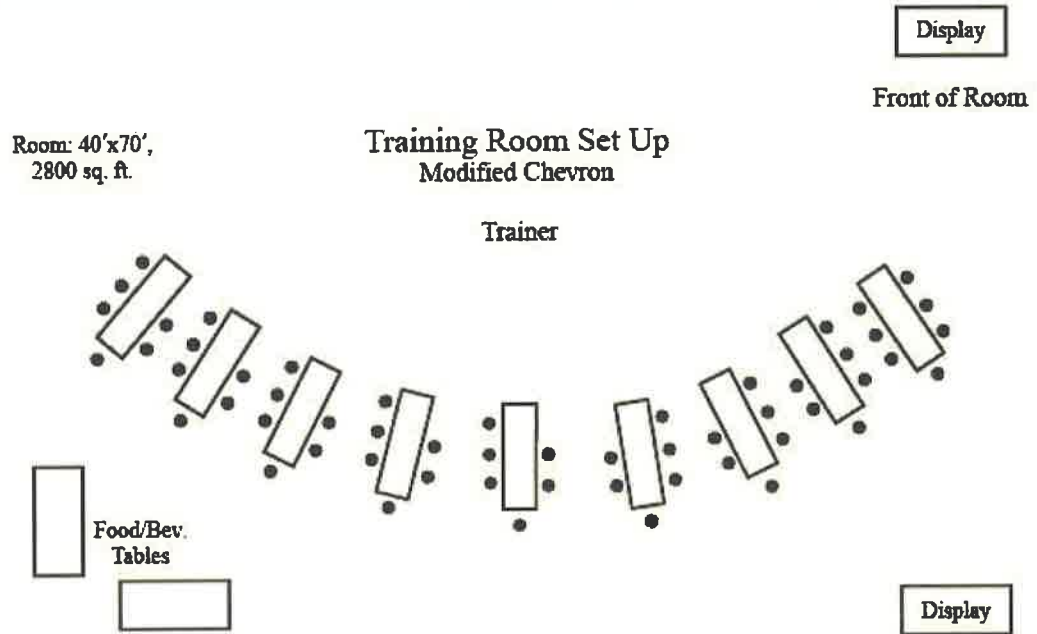 Display
Front of Room
Room: 40'x70',
2800 sq. ft.
Training Room Set Up
Modified Chevron
Trainer
Food/Bev.
Tables
Display